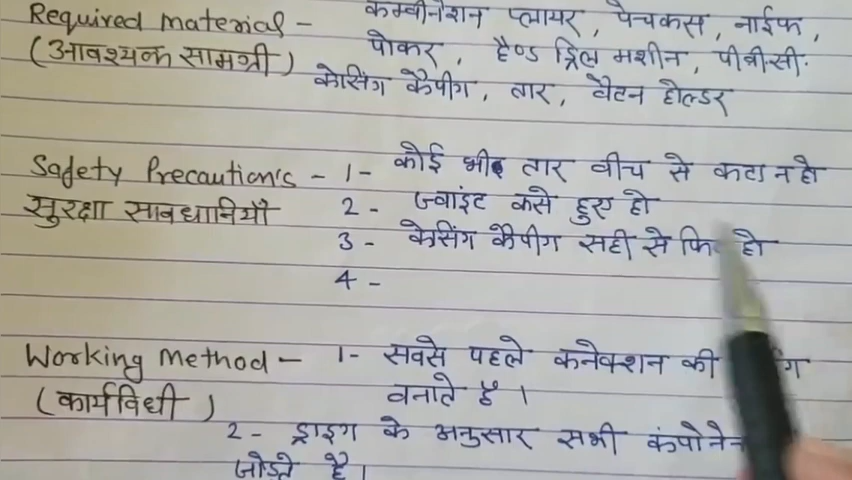 Required material - कम्बीनेशन प्लायर, पेचकस, नाईफ,
(आवश्यक सामग्री) पोकर, हैण्ड ड्रिल मशीन, पी.वी.सी.
केसिंग कैपींग, तार, बैटन होल्डर
Safety Precaution's - 1- कोई भी तार बीच से कटा न हो
सुरक्षा सावधानियाँ 2 - ज्वाइंट कसे हुए हो
3 - केसिंग कैपींग सही से हो
4 -
Working Method - 1- सबसे पहले कनेक्शन की
(कार्यविधी) बनाते है।
2 - ड्राइंग के अनुसार सभी
जोड़ते है।